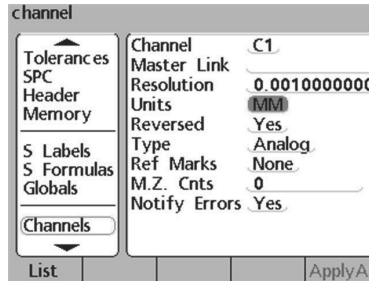 channel
Tolerances
SPC
Header
Memory
S Labels
S Formulas
Globals
Channels
Channel C1
Master Link
Resolution 0.0010000000
Units MM
Reversed Yes
Type Analog
Ref Marks None
M.Z. Cnts 0
Notify Errors Yes
List
Apply A